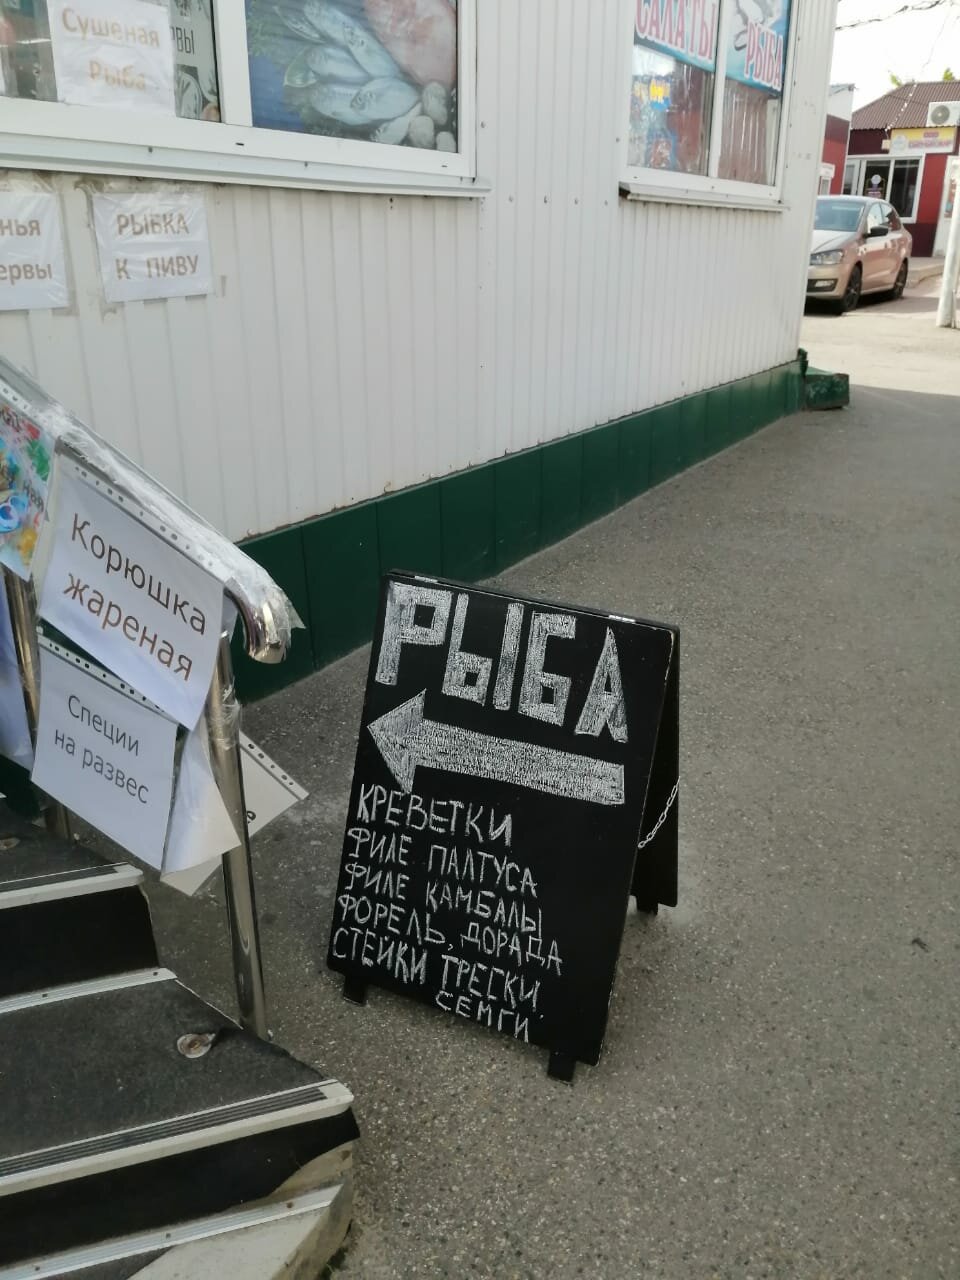 Сушеная
Рыба
САЛАТЫ
РЫБА
РЫБКА
К ПИВУ
Корюшка
жареная
Специи
на развес
РЫБА
КРЕВЕТКИ
ФИЛЕ ПАЛТУСА
ФИЛЕ КАМБАЛЫ
ФОРЕЛЬ, ДОРАДА
СТЕЙКИ ТРЕСКИ,
СЕМГИ